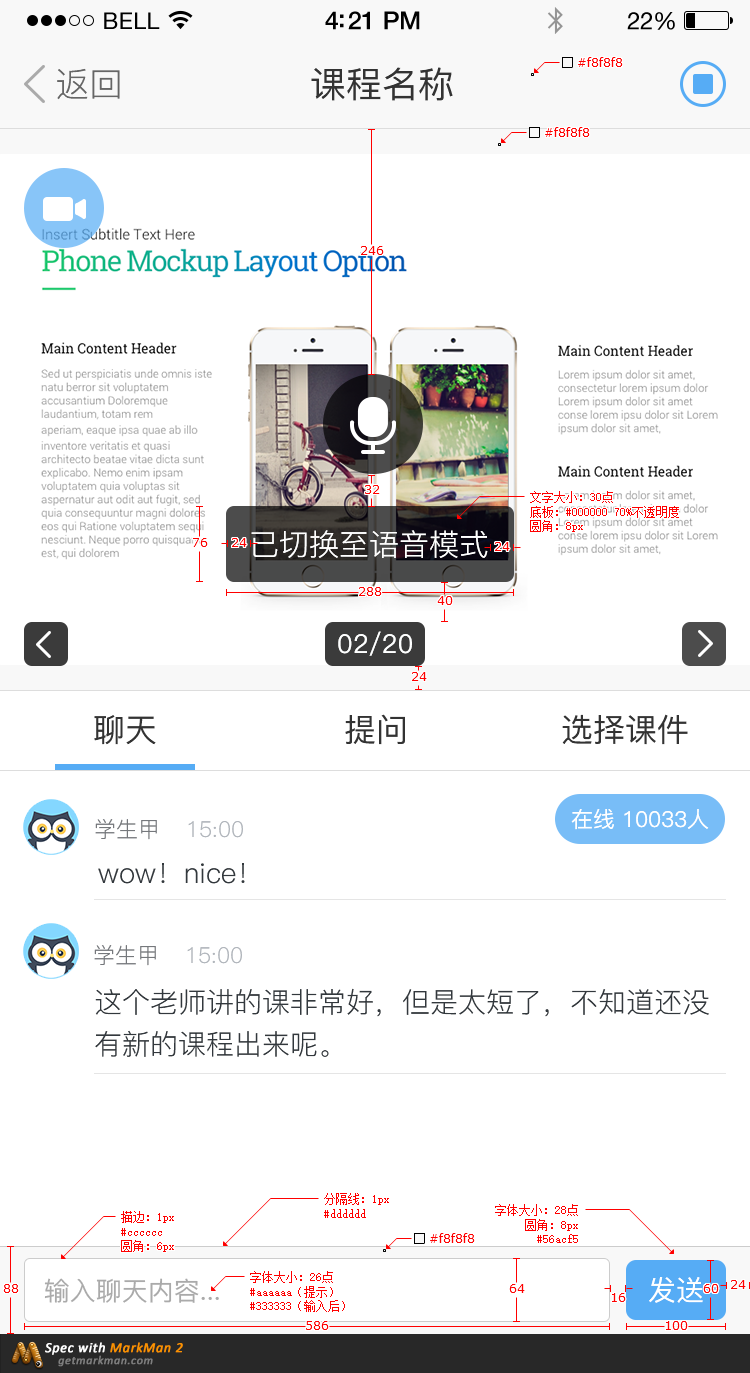 BELL 4:21 PM 22%
返回 课程名称
#f8f8f8
#f8f8f8
246
Insert Subtitle Text Here
Phone Mockup Layout Option
Main Content Header
Sed ut perspiciatis unde omnis iste
natu berror sit voluptatem
accusantium Doloremque
laudantium, totam rem
aperiam, eaque ipsa quae ab illo
inventore veritatis et quasi
architecto beatae vitae dicta sunt
explicabo. Nemo enim ipsam
voluptatem quia voluptas sit
aspernatur aut odit aut fugit, sed
quia consequuntur magni dolores
eos qui Ratione voluptatem sequi
nesciunt. Neque porro quisquam
est, qui dolorem
Main Content Header
Lorem ipsum dolor sit amet,
consectetur lorem ipsum dolor
Lorem ipsum dolor sit amet
conse lorem ipsu dolor sit Lorem
ipsum dolor sit amet,
Main Content Header
Lorem ipsum dolor sit amet,
conse lorem ipsu dolor sit Lorem
ipsum dolor sit amet,
32
文字大小：30点
底板：#000000 70%不透明度
圆角：8px
76
24
已切换至语音模式
24
288
40
02/20
24
聊天 提问 选择课件
学生甲 15:00
在线 10033人
wow！nice！
学生甲 15:00
这个老师讲的课非常好，但是太短了，不知道还没
有新的课程出来呢。
描边：1px
#cccccc
圆角：6px
分隔线：1px
#dddddd
#f8f8f8
字体大小：28点
圆角：8px
#56acf5
88
输入聊天内容...
字体大小：26点
#aaaaaa（提示）
#333333（输入后）
64
16
发送
60
24
586
100
Spec with MarkMan 2
getmarkman.com